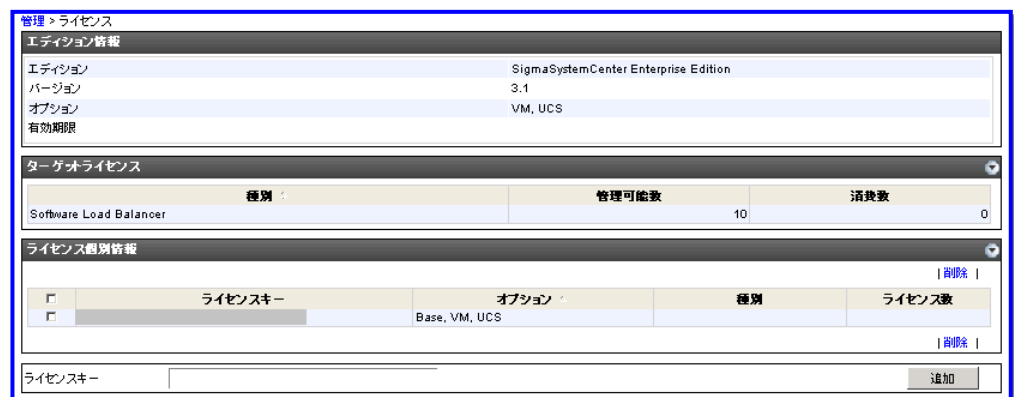 管理 > ライセンス
エディション情報
エディション SigmaSystemCenter Enterprise Edition
バージョン 3.1
オプション VM, UCS
有効期限
ターゲットライセンス
種別 管理可能数 消費数
Software Load Balancer 10 0
ライセンス個別情報
| 削除 |
ライセンスキー オプション 種別 ライセンス数
Base, VM, UCS
| 削除 |
ライセンスキー 追加